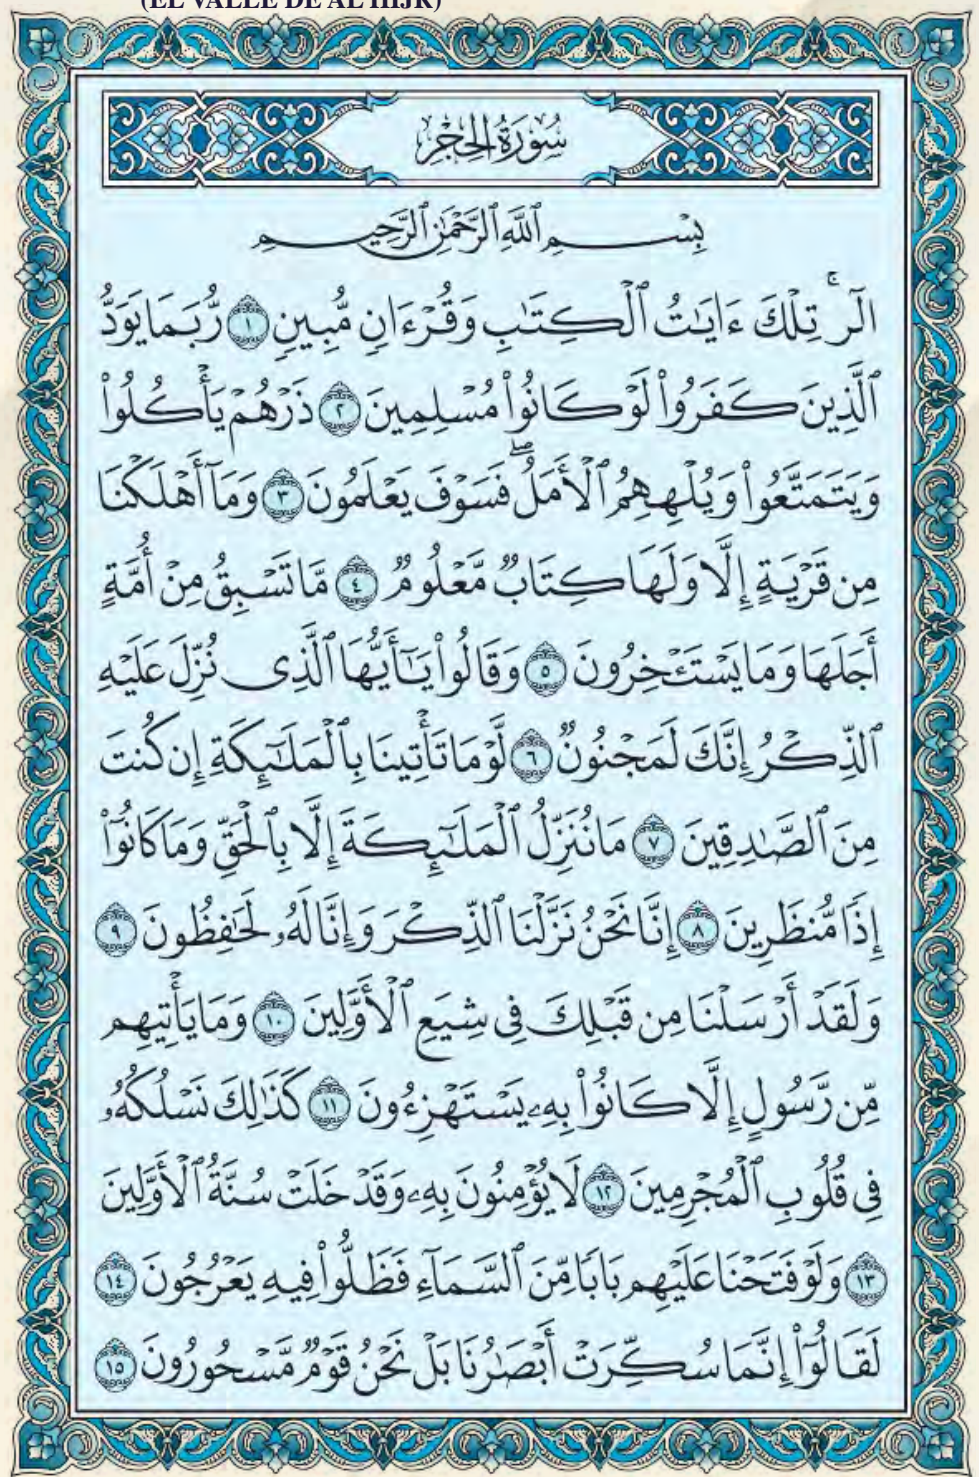 (EL VALLE DE AL HIJR)
سُورَةُ الحِجْرِ
بِسْمِ ٱللَّهِ ٱلرَّحْمَٰنِ ٱلرَّحِيمِ
الٓر ۚ تِلْكَ ءَايَٰتُ ٱلْكِتَٰبِ وَقُرْءَانٍ مُّبِينٍ ١ رُّبَمَا يَوَدُّ
ٱلَّذِينَ كَفَرُوا۟ لَوْ كَانُوا۟ مُسْلِمِينَ ٢ ذَرْهُمْ يَأْكُلُوا۟
وَيَتَمَتَّعُوا۟ وَيُلْهِهِمُ ٱلْأَمَلُ ۖ فَسَوْفَ يَعْلَمُونَ ٣ وَمَآ أَهْلَكْنَا
مِن قَرْيَةٍ إِلَّا وَلَهَا كِتَابٌ مَّعْلُومٌ ٤ مَّا تَسْبِقُ مِنْ أُمَّةٍ
أَجَلَهَا وَمَا يَسْتَـْٔخِرُونَ ٥ وَقَالُوا۟ يَٰٓأَيُّهَا ٱلَّذِى نُزِّلَ عَلَيْهِ
ٱلذِّكْرُ إِنَّكَ لَمَجْنُونٌ ٦ لَّوْ مَا تَأْتِينَا بِٱلْمَلَٰٓئِكَةِ إِن كُنتَ
مِنَ ٱلصَّٰدِقِينَ ٧ مَا نُنَزِّلُ ٱلْمَلَٰٓئِكَةَ إِلَّا بِٱلْحَقِّ وَمَا كَانُوٓا۟
إِذًا مُّنظَرِينَ ٨ إِنَّا نَحْنُ نَزَّلْنَا ٱلذِّكْرَ وَإِنَّا لَهُۥ لَحَٰفِظُونَ ٩
وَلَقَدْ أَرْسَلْنَا مِن قَبْلِكَ فِى شِيَعِ ٱلْأَوَّلِينَ ١٠ وَمَا يَأْتِيهِم
مِّن رَّسُولٍ إِلَّا كَانُوا۟ بِهِۦ يَسْتَهْزِءُونَ ١١ كَذَٰلِكَ نَسْلُكُهُۥ
فِى قُلُوبِ ٱلْمُجْرِمِينَ ١٢ لَا يُؤْمِنُونَ بِهِۦ وَقَدْ خَلَتْ سُنَّةُ ٱلْأَوَّلِينَ
١٣ وَلَوْ فَتَحْنَا عَلَيْهِم بَابًا مِّنَ ٱلسَّمَآءِ فَظَلُّوا۟ فِيهِ يَعْرُجُونَ ١٤
لَقَالُوٓا۟ إِنَّمَا سُكِّرَتْ أَبْصَٰرُنَا بَلْ نَحْنُ قَوْمٌ مَّسْحُورُونَ ١٥